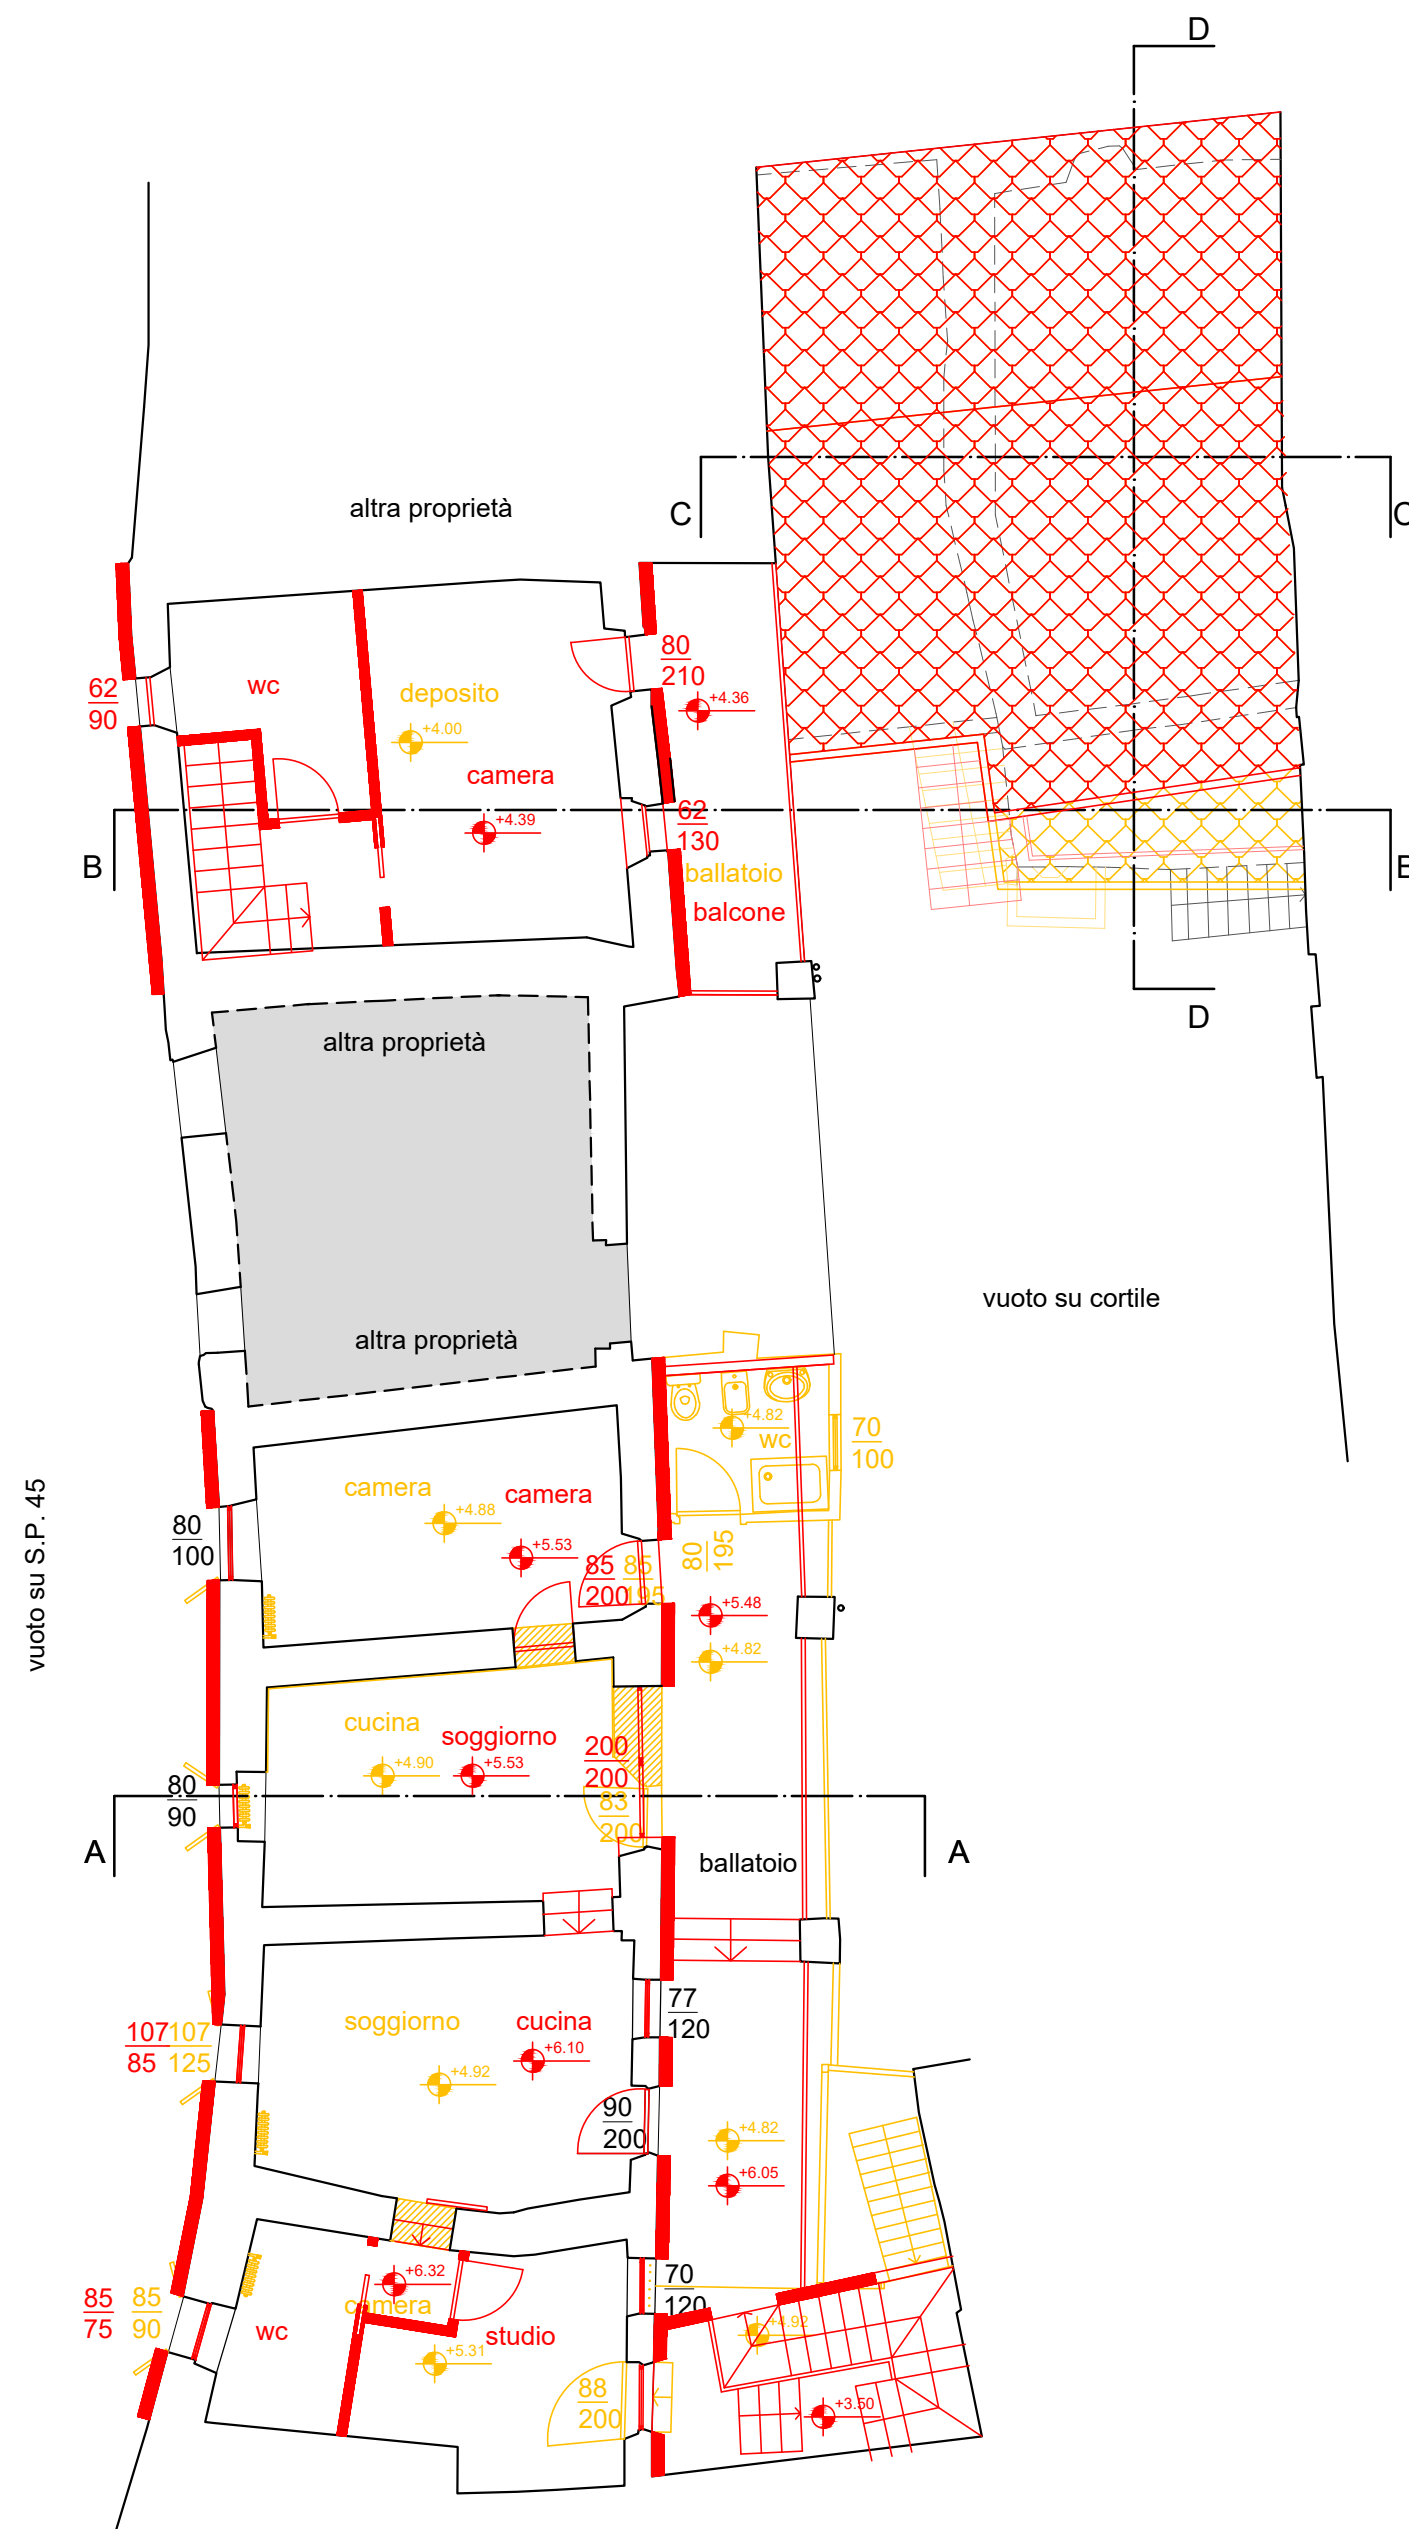 D
altra proprietà
C
C
80
210
62
90
wc
deposito
+4.00
+4.36
camera
+4.39
62
130
B
B
ballatoio
balcone
D
altra proprietà
vuoto su cortile
altra proprietà
+4.82
wc
70
100
camera
+4.88
camera
+5.53
80
100
85
200
85
195
80
195
vuoto su S.P. 45
+5.48
+4.82
cucina
soggiorno
+4.90
+5.53
200
200
80
90
83
200
A
A
ballatoio
77
120
soggiorno
cucina
107
85
107
125
+6.10
+4.92
90
200
+4.82
+6.05
+6.32
70
120
85
75
85
90
camera
wc
studio
+4.92
+5.31
88
200
+3.50